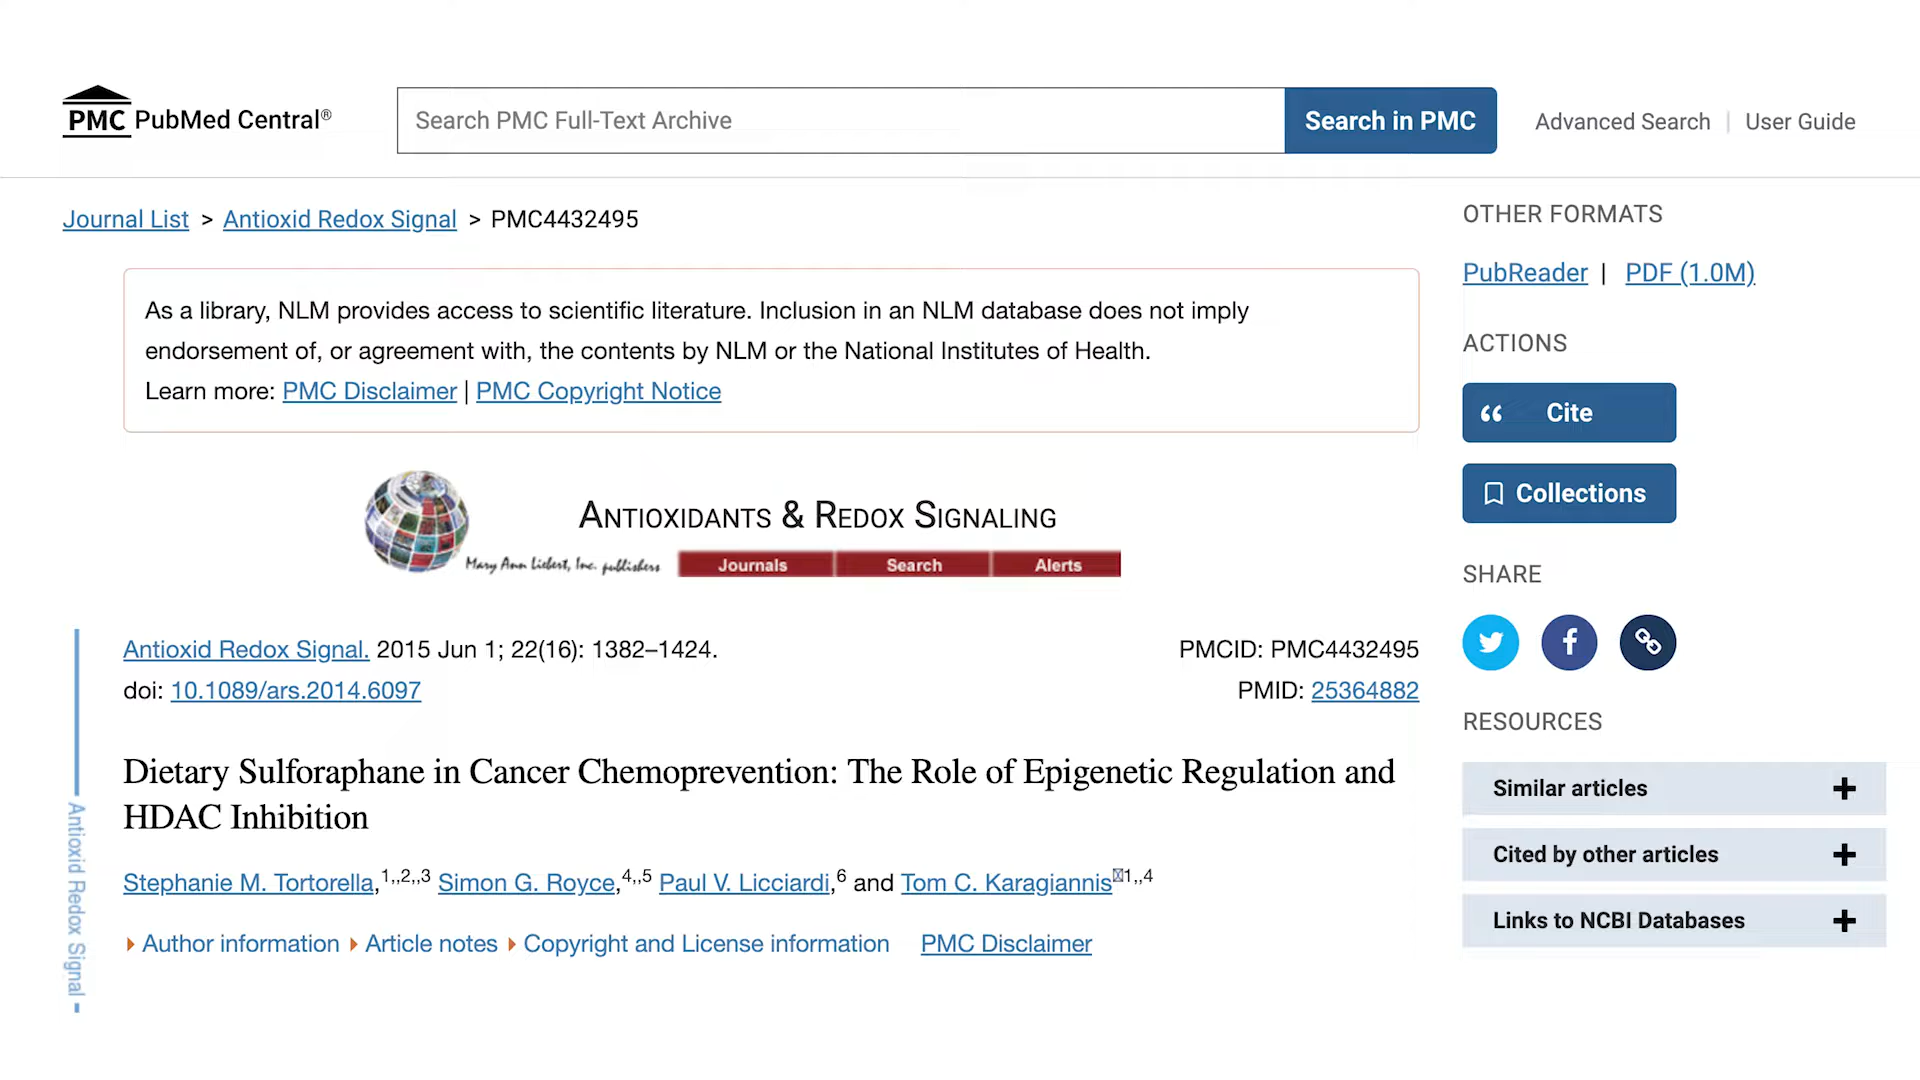 PMC PubMed Central®
Search PMC Full-Text Archive
Search in PMC
Advanced Search | User Guide
Journal List > Antioxid Redox Signal > PMC4432495
As a library, NLM provides access to scientific literature. Inclusion in an NLM database does not imply
endorsement of, or agreement with, the contents by NLM or the National Institutes of Health.
Learn more: PMC Disclaimer | PMC Copyright Notice
ANTIOXIDANTS & REDOX SIGNALING
Mary Ann Liebert, Inc. publishers
Journals
Search
Alerts
Antioxid Redox Signal. 2015 Jun 1; 22(16): 1382–1424.
doi: 10.1089/ars.2014.6097
PMCID: PMC4432495
PMID: 25364882
Dietary Sulforaphane in Cancer Chemoprevention: The Role of Epigenetic Regulation and
HDAC Inhibition
Stephanie M. Tortorella,1,,2,,3 Simon G. Royce,4,,5 Paul V. Licciardi,6 and Tom C. Karagiannis1,,4
Author information Article notes Copyright and License information PMC Disclaimer
Antioxid Redox Signal
OTHER FORMATS
PubReader | PDF (1.0M)
ACTIONS
Cite
Collections
SHARE
RESOURCES
Similar articles
Cited by other articles
Links to NCBI Databases